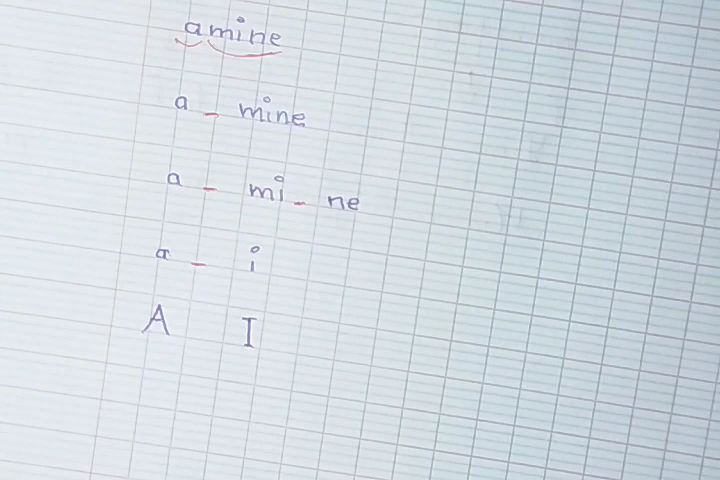 amine
a - mine
a - mi - ne
a - i
A I